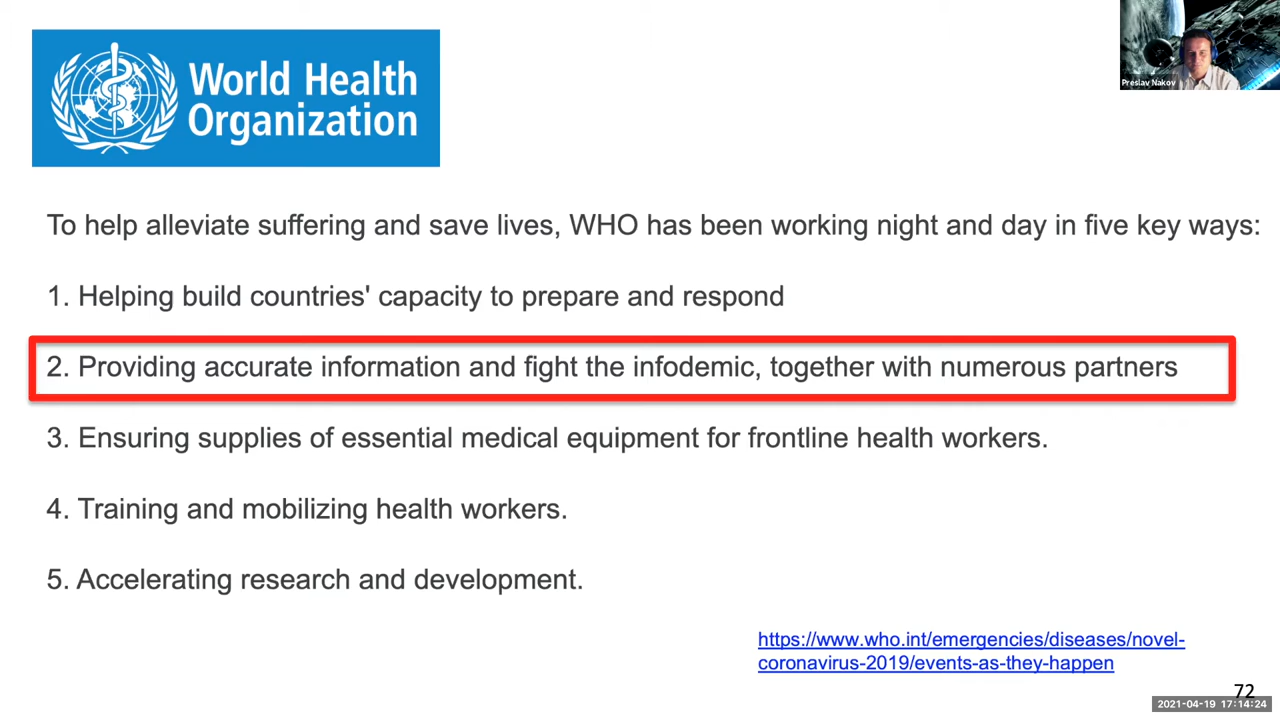 World Health
Organization
Preslav Nakov
To help alleviate suffering and save lives, WHO has been working night and day in five key ways:
1. Helping build countries' capacity to prepare and respond
2. Providing accurate information and fight the infodemic, together with numerous partners
3. Ensuring supplies of essential medical equipment for frontline health workers.
4. Training and mobilizing health workers.
5. Accelerating research and development.
https://www.who.int/emergencies/diseases/novel-
coronavirus-2019/events-as-they-happen
72
2021-04-19 17:14:24